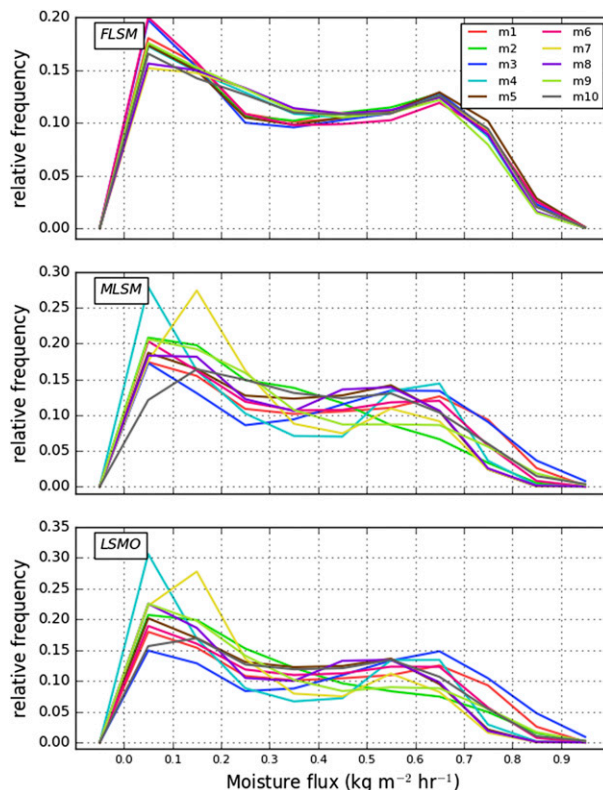 FLSM
relative frequency
0.20
0.15
0.10
0.05
0.00
m1 m6
m2 m7
m3 m8
m4 m9
m5 m10
MLSM
relative frequency
0.30
0.25
0.20
0.15
0.10
0.05
0.00
LSMO
relative frequency
0.35
0.30
0.25
0.20
0.15
0.10
0.05
0.00
0.0 0.1 0.2 0.3 0.4 0.5 0.6 0.7 0.8 0.9
Moisture flux (kg m⁻² hr⁻¹)